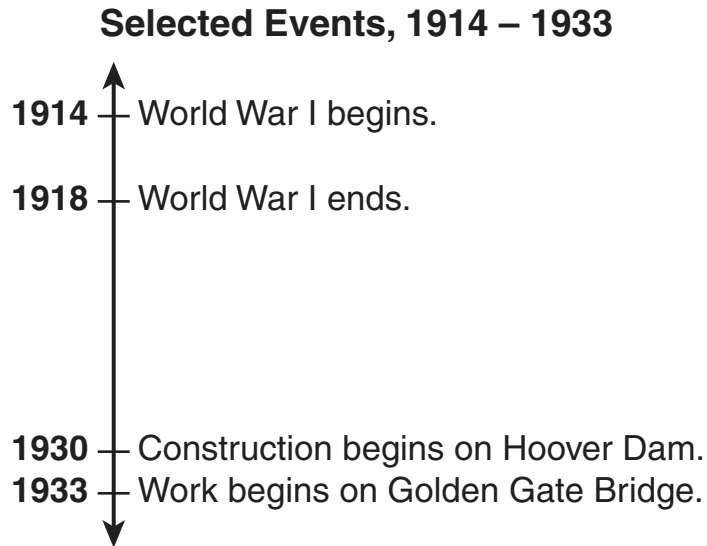 Selected Events, 1914 – 1933
1914 World War I begins.
1918 World War I ends.
1930 Construction begins on Hoover Dam.
1933 Work begins on Golden Gate Bridge.